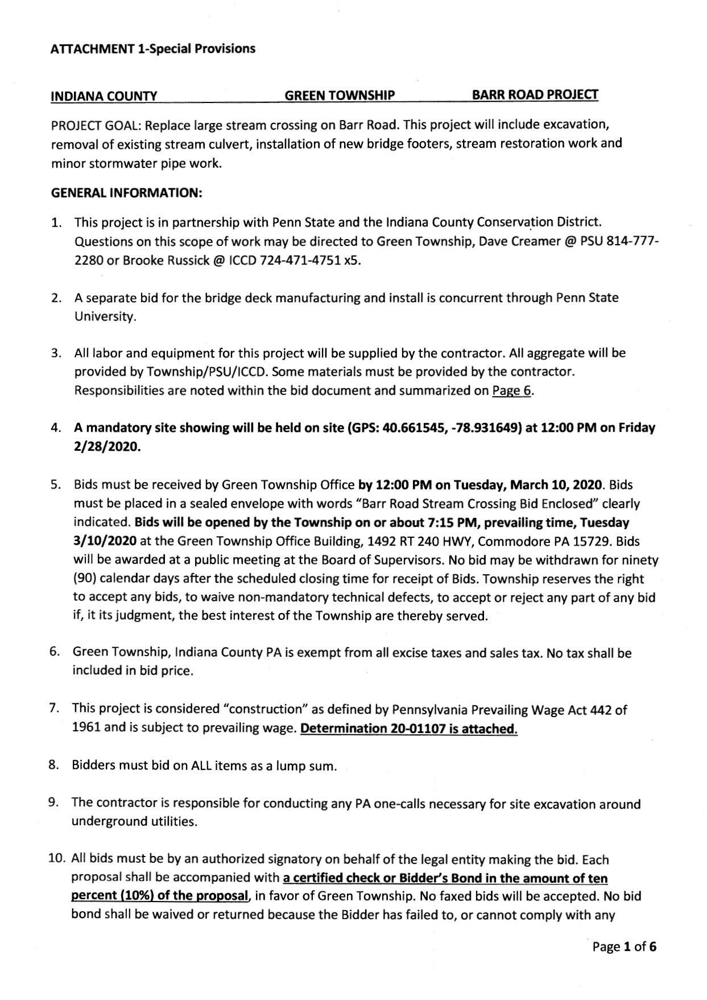 ATTACHMENT 1-Special Provisions
INDIANA COUNTY GREEN TOWNSHIP BARR ROAD PROJECT
PROJECT GOAL: Replace large stream crossing on Barr Road. This project will include excavation,
removal of existing stream culvert, installation of new bridge footers, stream restoration work and
minor stormwater pipe work.
GENERAL INFORMATION:
1. This project is in partnership with Penn State and the Indiana County Conservation District.
Questions on this scope of work may be directed to Green Township, Dave Creamer @ PSU 814-777-
2280 or Brooke Russick @ ICCD 724-471-4751 x5.
2. A separate bid for the bridge deck manufacturing and install is concurrent through Penn State
University.
3. All labor and equipment for this project will be supplied by the contractor. All aggregate will be
provided by Township/PSU/ICCD. Some materials must be provided by the contractor.
Responsibilities are noted within the bid document and summarized on Page 6.
4. A mandatory site showing will be held on site (GPS: 40.661545, -78.931649) at 12:00 PM on Friday
2/28/2020.
5. Bids must be received by Green Township Office by 12:00 PM on Tuesday, March 10, 2020. Bids
must be placed in a sealed envelope with words “Barr Road Stream Crossing Bid Enclosed” clearly
indicated. Bids will be opened by the Township on or about 7:15 PM, prevailing time, Tuesday
3/10/2020 at the Green Township Office Building, 1492 RT 240 HWY, Commodore PA 15729. Bids
will be awarded at a public meeting at the Board of Supervisors. No bid may be withdrawn for ninety
(90) calendar days after the scheduled closing time for receipt of Bids. Township reserves the right
to accept any bids, to waive non-mandatory technical defects, to accept or reject any part of any bid
if, it its judgment, the best interest of the Township are thereby served.
6. Green Township, Indiana County PA is exempt from all excise taxes and sales tax. No tax shall be
included in bid price.
7. This project is considered “construction” as defined by Pennsylvania Prevailing Wage Act 442 of
1961 and is subject to prevailing wage. Determination 20-01107 is attached.
8. Bidders must bid on ALL items as a lump sum.
9. The contractor is responsible for conducting any PA one-calls necessary for site excavation around
underground utilities.
10. All bids must be by an authorized signatory on behalf of the legal entity making the bid. Each
proposal shall be accompanied with a certified check or Bidder’s Bond in the amount of ten
percent (10%) of the proposal, in favor of Green Township. No faxed bids will be accepted. No bid
bond shall be waived or returned because the Bidder has failed to, or cannot comply with any
Page 1 of 6